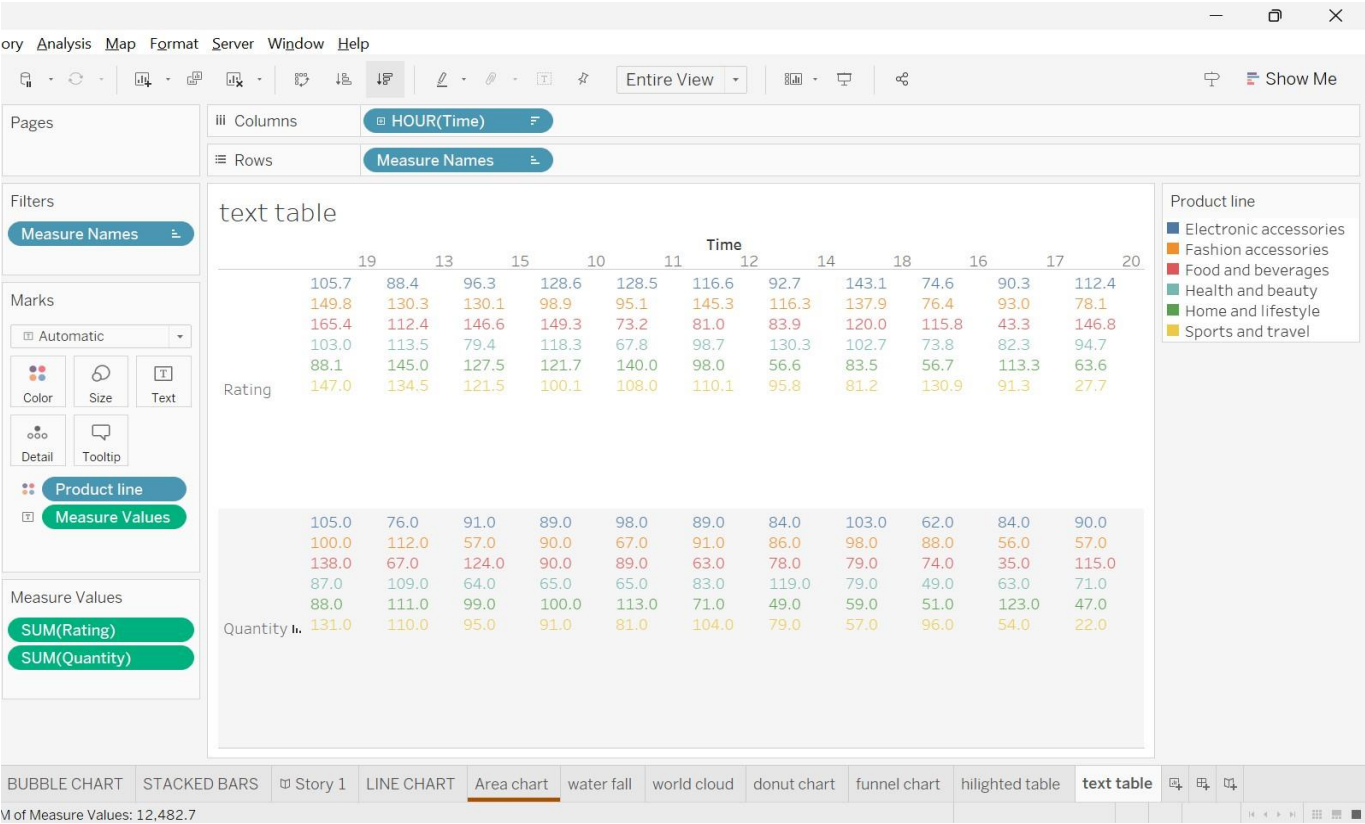 ory Analysis Map Format Server Window Help
Entire View Show Me
Pages
iii Columns HOUR(Time)
Rows Measure Names
Filters
Measure Names
text table
Product line
Electronic accessories
Fashion accessories
Food and beverages
Health and beauty
Home and lifestyle
Sports and travel
Time
19 13 15 10 11 12 14 18 16 17 20
105.7 88.4 96.3 128.6 128.5 116.6 92.7 143.1 74.6 90.3 112.4
149.8 130.3 130.1 98.9 95.1 145.3 116.3 137.9 76.4 93.0 78.1
165.4 112.4 146.6 149.3 73.2 81.0 83.9 120.0 115.8 43.3 146.8
103.0 113.5 79.4 118.3 67.8 98.7 130.3 102.7 73.8 82.3 94.7
88.1 145.0 127.5 121.7 140.0 98.0 56.6 83.5 56.7 113.3 63.6
Rating 147.0 134.5 121.5 100.1 108.0 110.1 95.8 81.2 130.9 91.3 27.7
105.0 76.0 91.0 89.0 98.0 89.0 84.0 103.0 62.0 84.0 90.0
100.0 112.0 57.0 90.0 67.0 91.0 86.0 98.0 88.0 56.0 57.0
138.0 67.0 124.0 90.0 89.0 63.0 78.0 79.0 74.0 35.0 115.0
87.0 109.0 64.0 65.0 65.0 83.0 119.0 79.0 49.0 63.0 71.0
88.0 111.0 99.0 100.0 113.0 71.0 49.0 59.0 51.0 123.0 47.0
Quantity 131.0 110.0 95.0 91.0 81.0 104.0 79.0 57.0 96.0 54.0 22.0
Marks
Automatic
Color Size Text
Detail Tooltip
Product line
Measure Values
Measure Values
SUM(Rating)
SUM(Quantity)
BUBBLE CHART STACKED BARS Story 1 LINE CHART Area chart water fall world cloud donut chart funnel chart hilighted table text table
M of Measure Values: 12,482.7